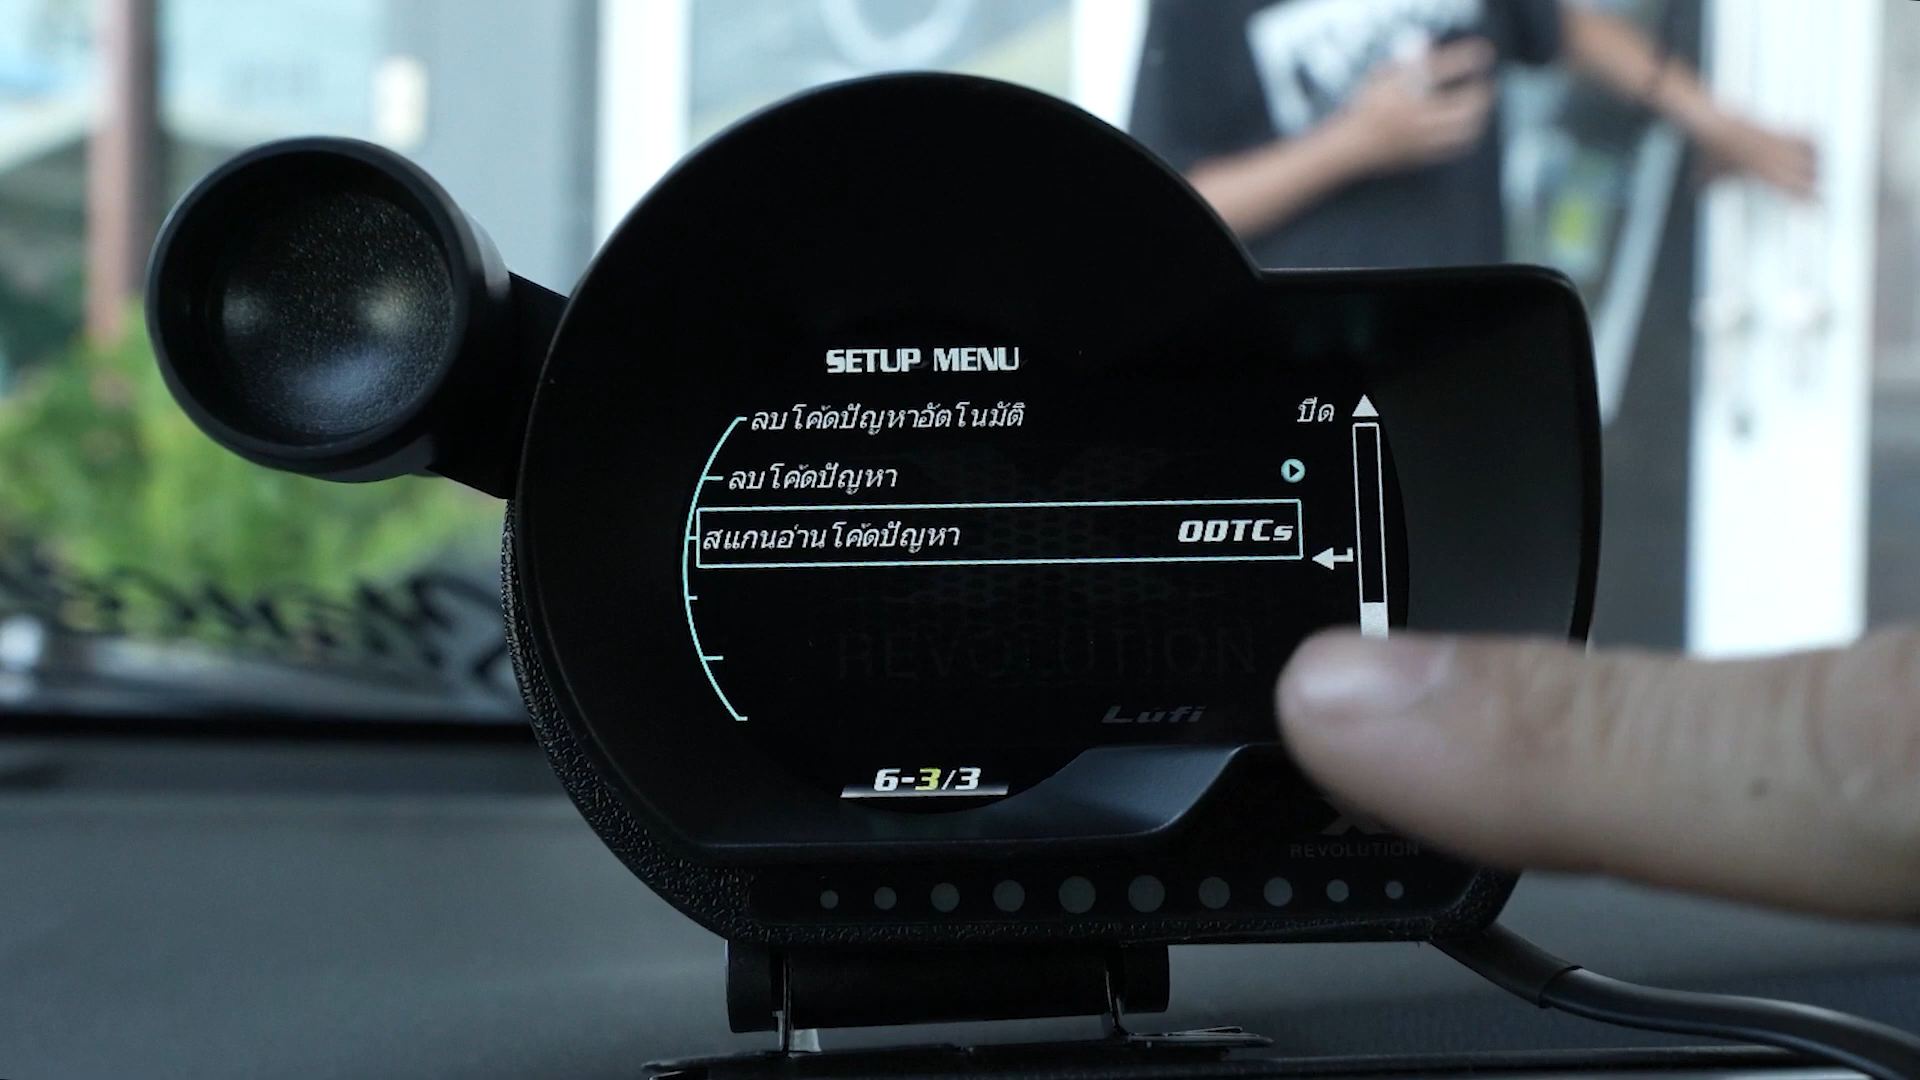 SETUP MENU
ลบโค้ดปัญหาอัตโนมัติ ปิด
ลบโค้ดปัญหา
สแกนอ่านโค้ดปัญหา 0DTCs
REVOLUTION
Lufi
6-3/3
REVOLUTION